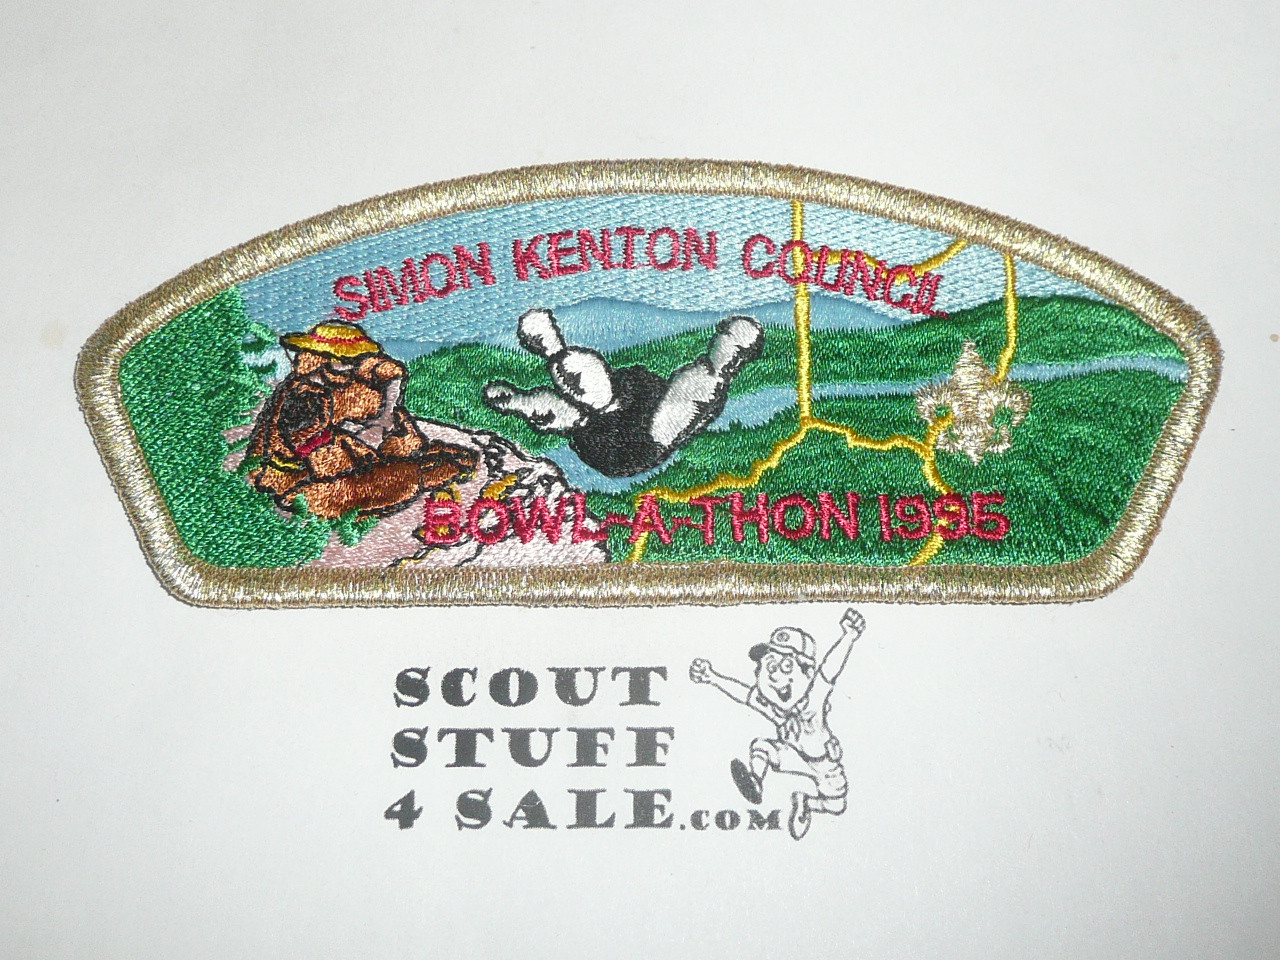 SIMON KENTON COUNCIL
BOWL-A-THON 1995
SCOUT
STUFF
4 SALE.COM